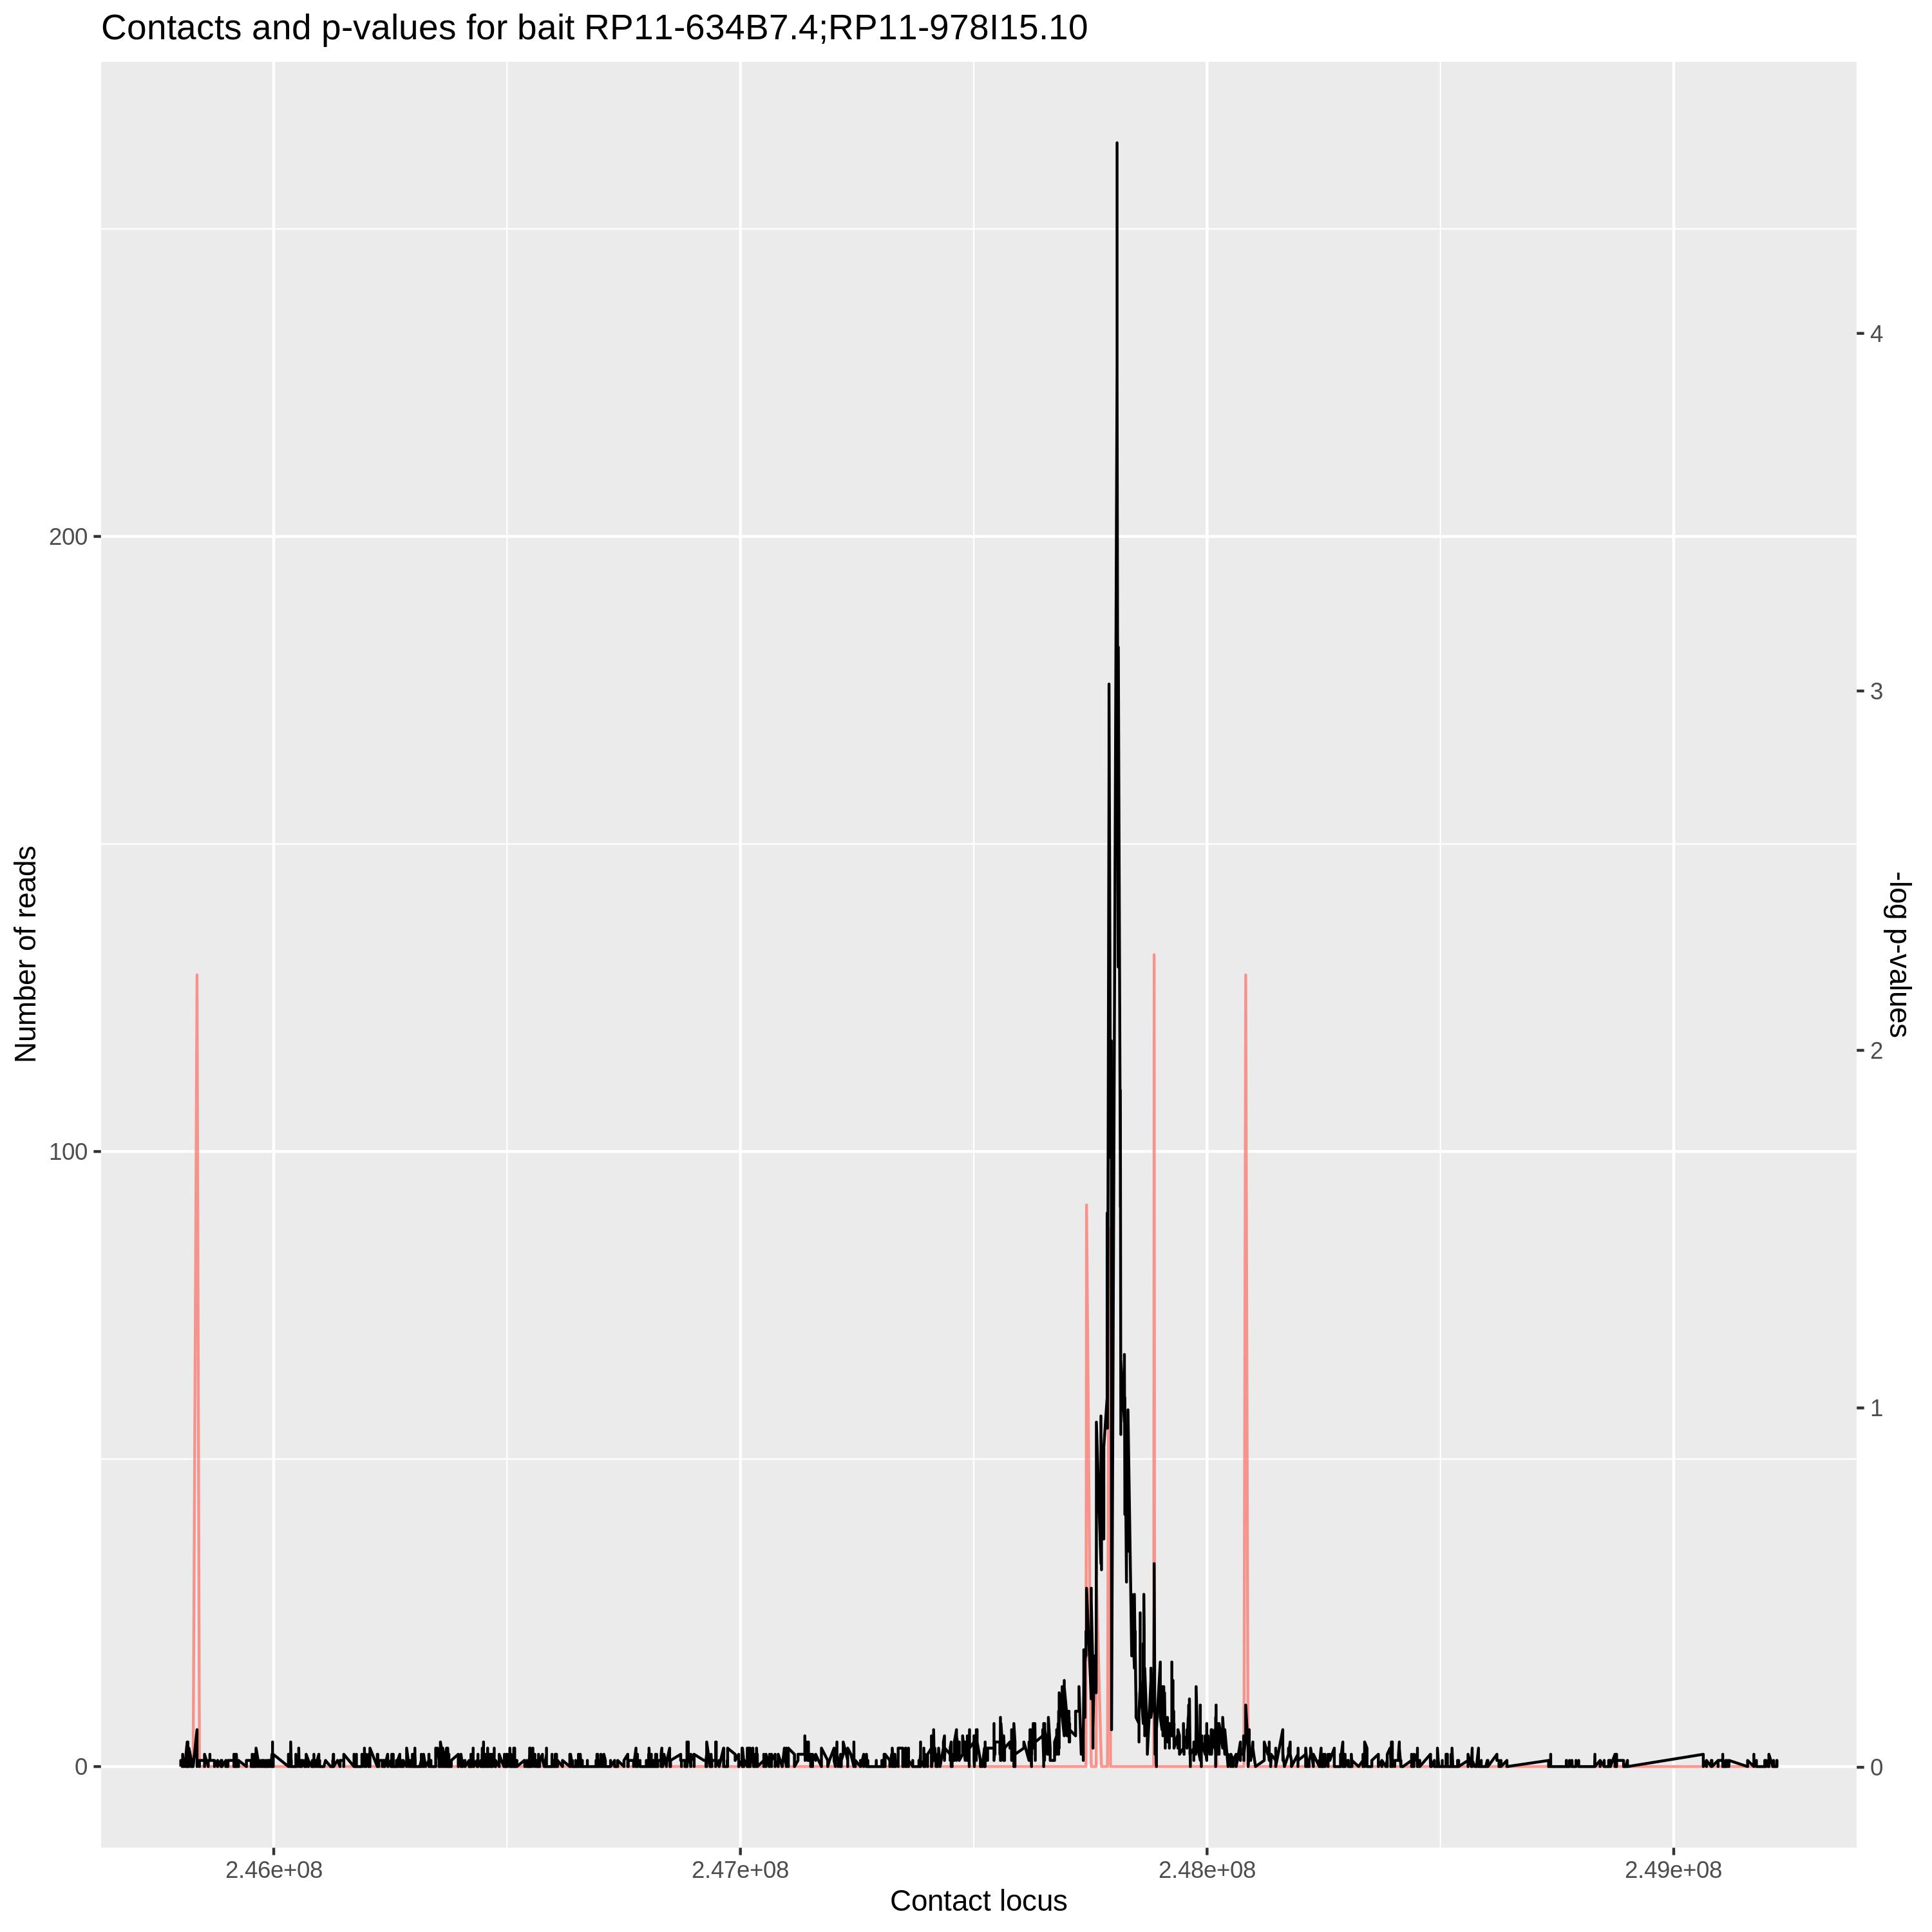 Contacts and p-values for bait RP11-634B7.4;RP11-978I15.10
Number of reads
200
100
0
4
3
2
1
0
-log p-values
2.46e+08
2.47e+08
2.48e+08
2.49e+08
Contact locus